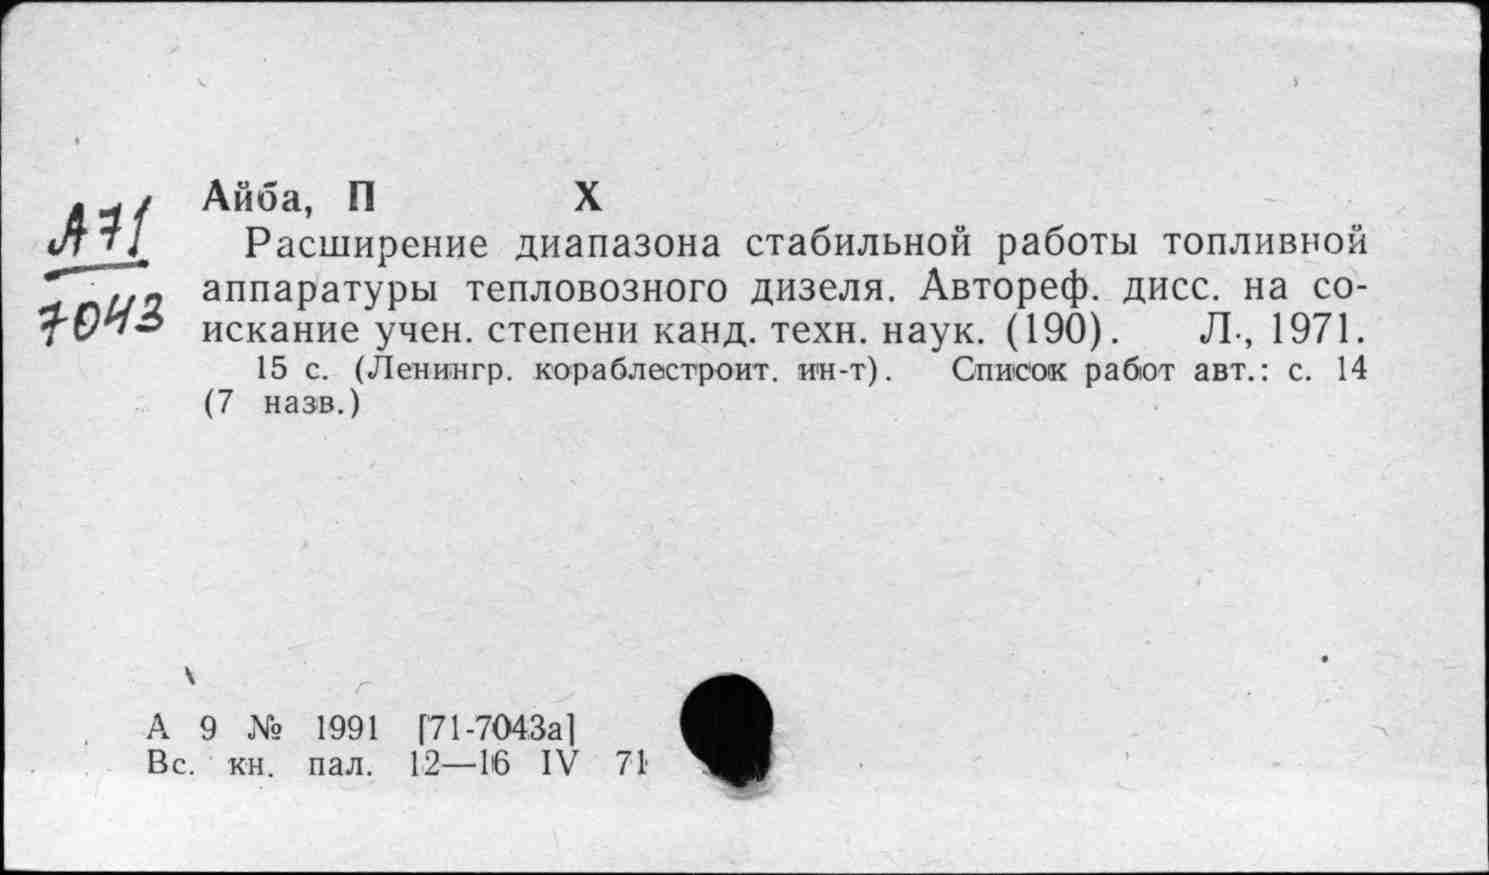 А71
7043
Айба, П Х
Расширение диапазона стабильной работы топливной
аппаратуры тепловозного дизеля. Автореф. дисс. на со-
искание учен. степени канд. техн. наук. (190). Л., 1971.
15 с. (Ленингр. кораблестроит. ин-т). Список работ авт.: с. 14
(7 назв.)
А 9 № 1991 [71-7043а]
Вс. кн. пал. 12—16 IV 71